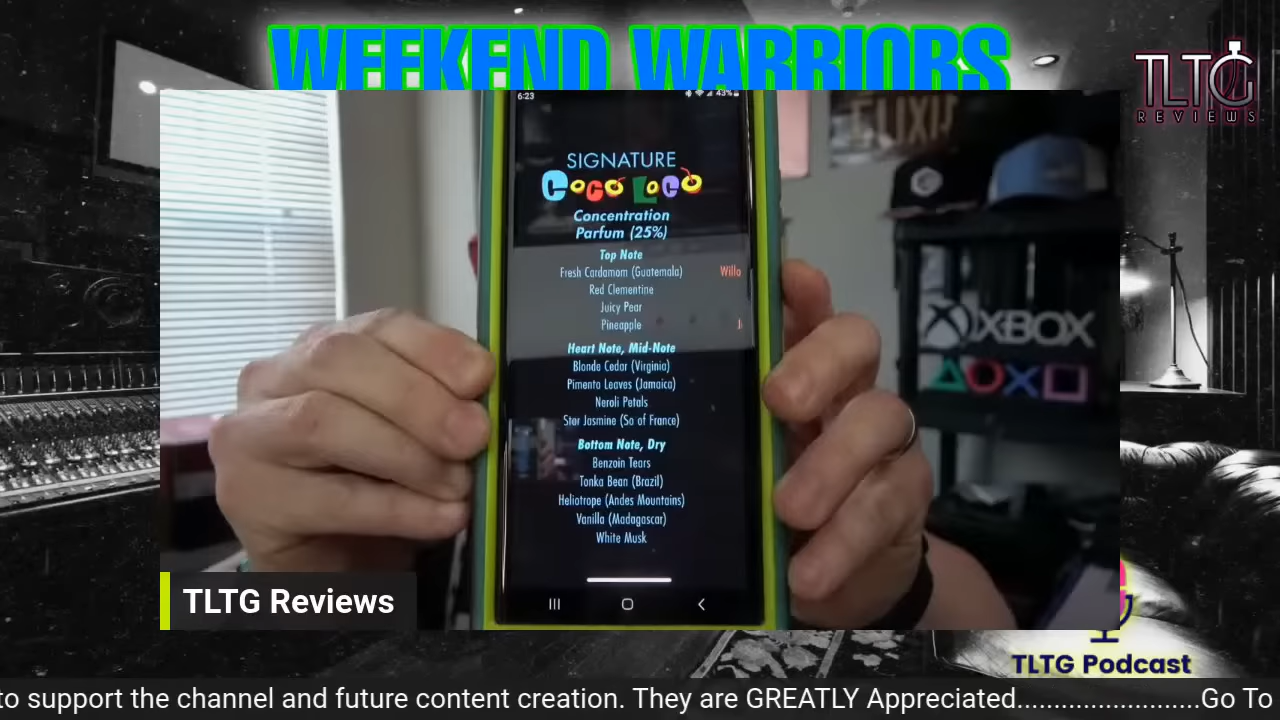 WEEKEND WARRIORS
TLTG
REVIEWS
6:23
43%
ELIXIR
SIGNATURE
COCO LOCO
Concentration
Parfum (25%)
Top Note
Fresh Cardamom (Guatemala)
Willo
Red Clementine
Juicy Pear
Pineapple
Heart Note, Mid-Note
Blonde Cedar (Virginia)
Pimento Leaves (Jamaica)
Neroli Petals
Star Jasmine (So of France)
Bottom Note, Dry
Benzoin Tears
Tonka Bean (Brazil)
Heliotrope (Andes Mountains)
Vanilla (Madagascar)
White Musk
XBOX
TLTG Reviews
TLTG Podcast
to support the channel and future content creation. They are GREATLY Appreciated........................Go To